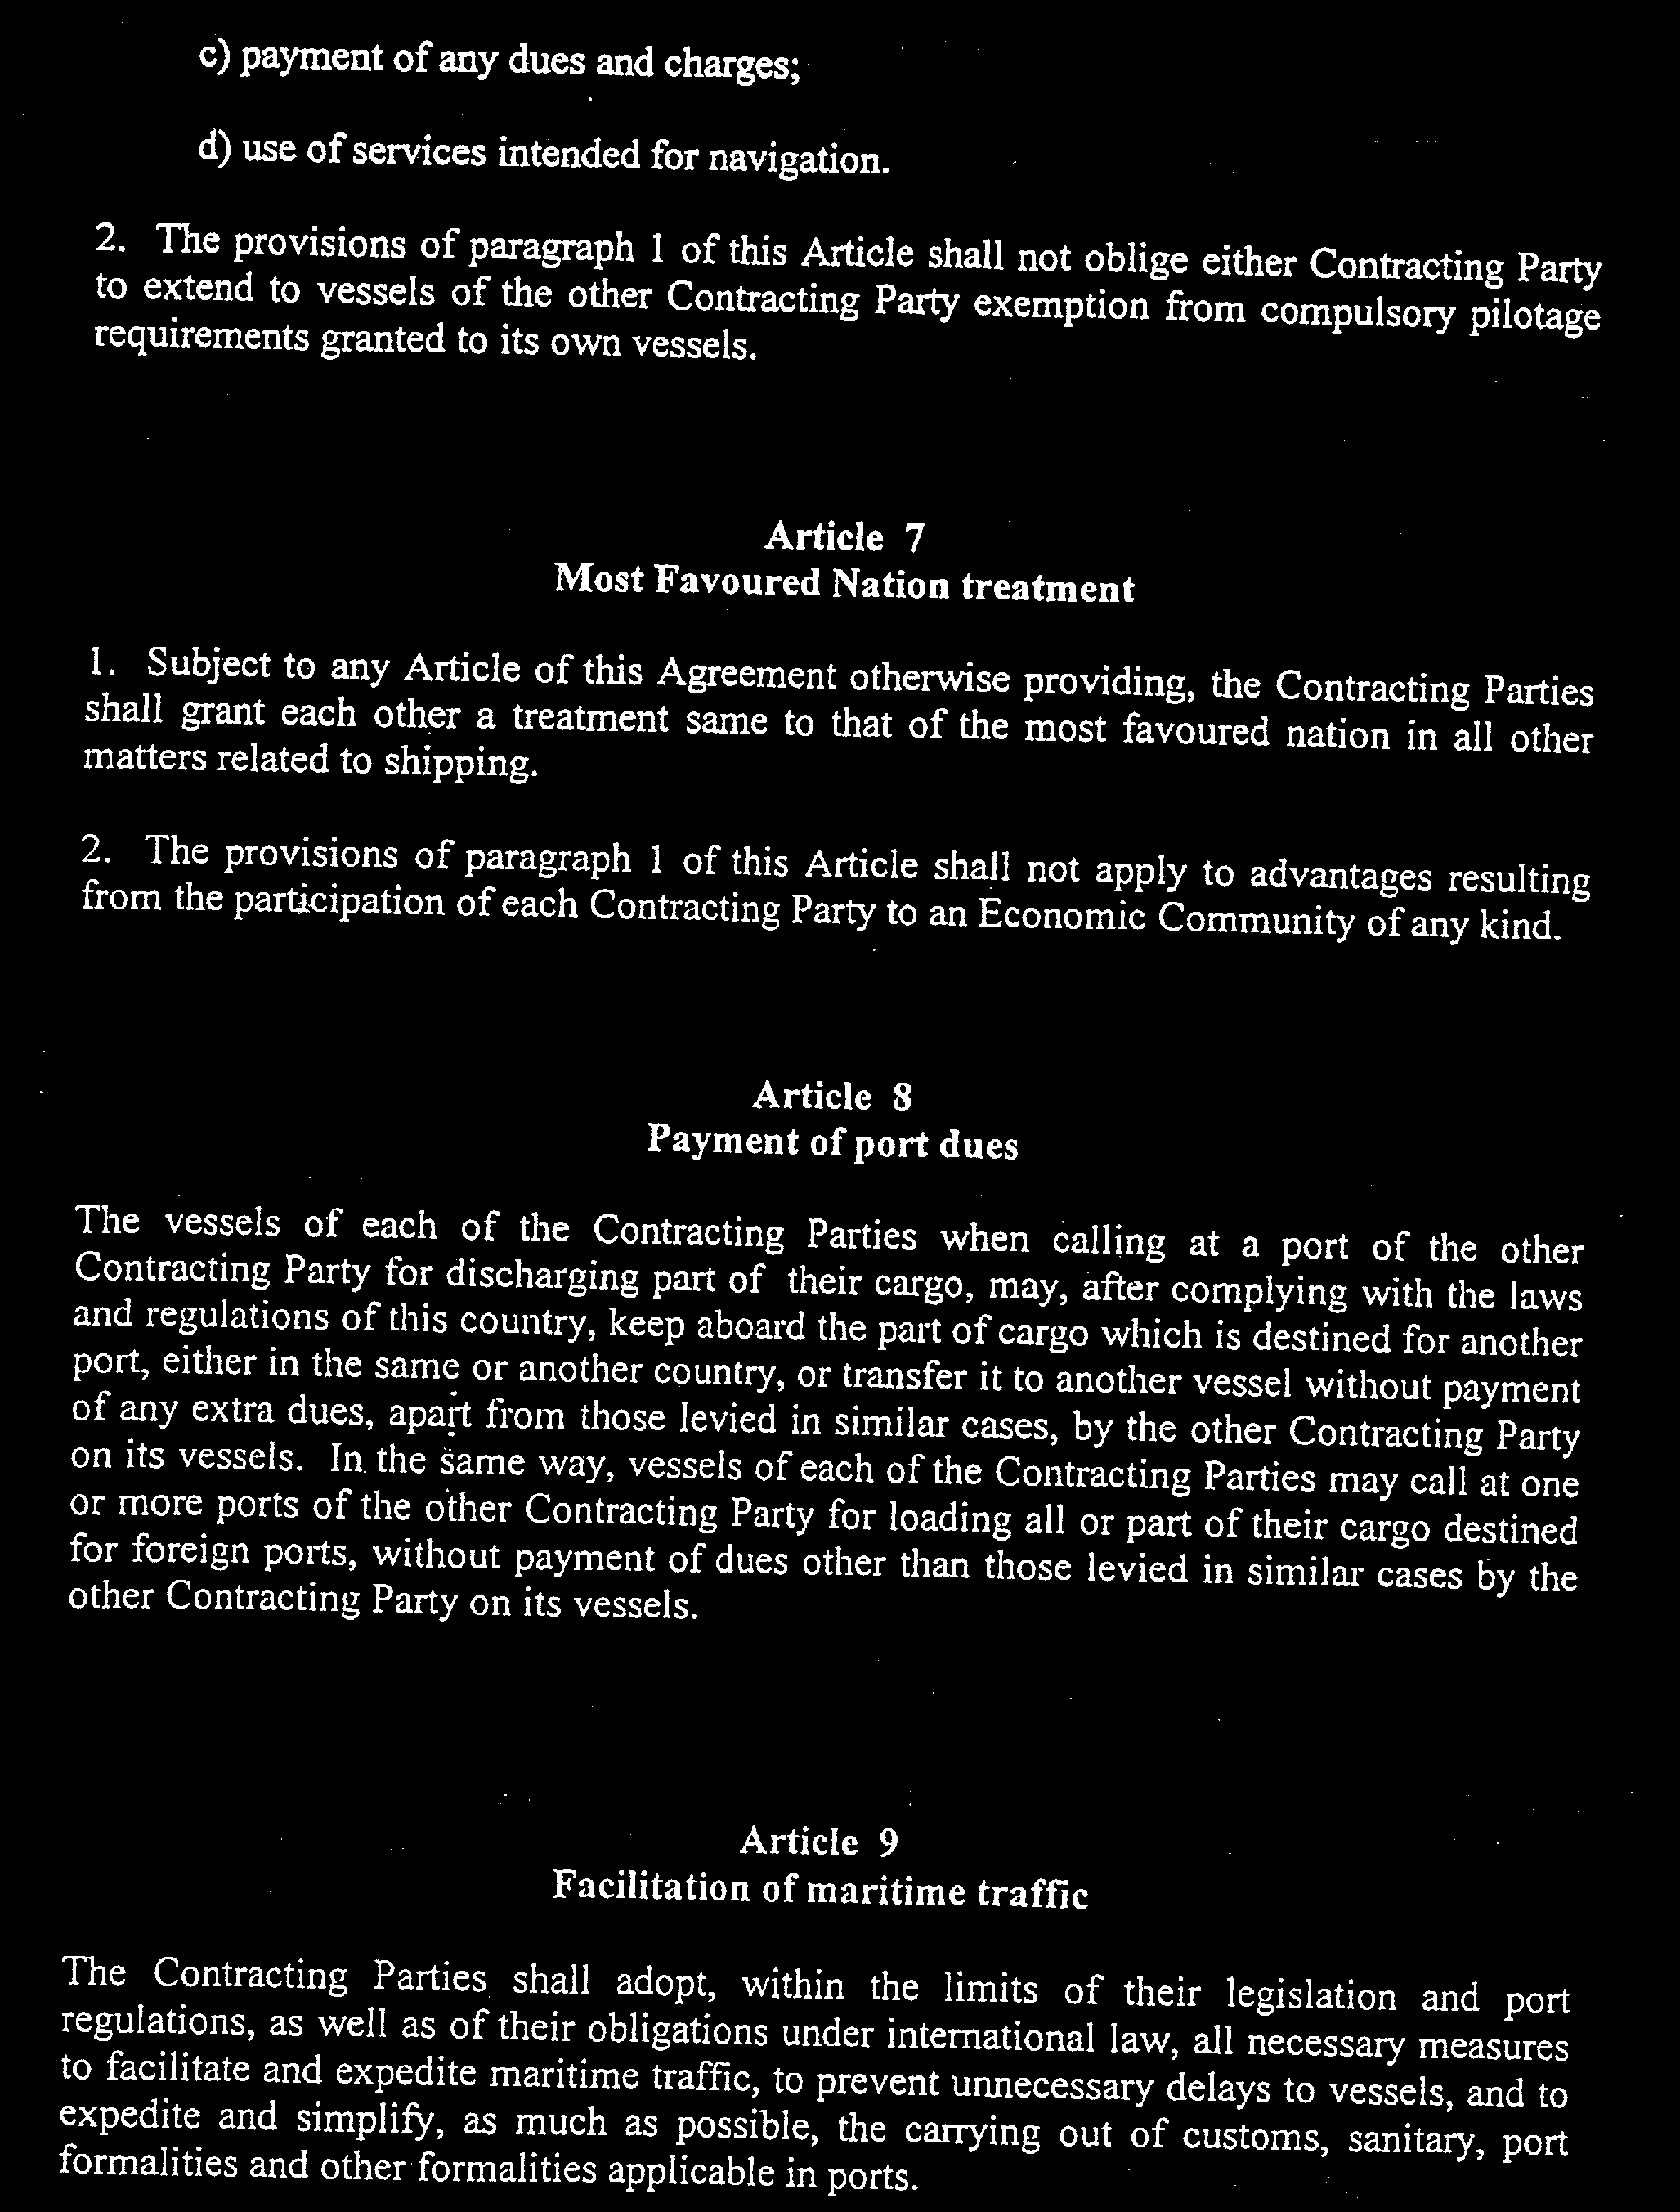 c) payment of any dues and charges;
d) use of services intended for navigation.
2. The provisions of paragraph 1 of this Article shall not oblige either Contracting Party
to extend to vessels of the other Contracting Party exemption from compulsory pilotage
requirements granted to its own vessels.
Article 7
Most Favoured Nation treatment
1. Subject to any Article of this Agreement otherwise providing, the Contracting Parties
shall grant each other a treatment same to that of the most favoured nation in all other
matters related to shipping.
2. The provisions of paragraph 1 of this Article shall not apply to advantages resulting
from the participation of each Contracting Party to an Economic Community of any kind.
Article 8
Payment of port dues
The vessels of each of the Contracting Parties when calling at a port of the other
Contracting Party for discharging part of their cargo, may, after complying with the laws
and regulations of this country, keep aboard the part of cargo which is destined for another
port, either in the same or another country, or transfer it to another vessel without payment
of any extra dues, apart from those levied in similar cases, by the other Contracting Party
on its vessels. In the same way, vessels of each of the Contracting Parties may call at one
or more ports of the other Contracting Party for loading all or part of their cargo destined
for foreign ports, without payment of dues other than those levied in similar cases by the
other Contracting Party on its vessels.
Article 9
Facilitation of maritime traffic
The Contracting Parties shall adopt, within the limits of their legislation and port
regulations, as well as of their obligations under international law, all necessary measures
to facilitate and expedite maritime traffic, to prevent unnecessary delays to vessels, and to
expedite and simplify, as much as possible, the carrying out of customs, sanitary, port
formalities and other formalities applicable in ports.